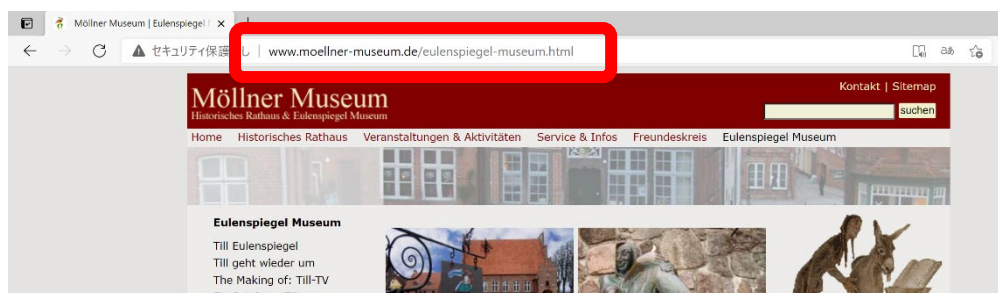 Möllner Museum | Eulenspiegel
セキュリティ保護 し | www.moellner-museum.de/eulenspiegel-museum.html
Kontakt | Sitemap
Möllner Museum
Historisches Rathaus & Eulenspiegel Museum
suchen
Home Historisches Rathaus Veranstaltungen & Aktivitäten Service & Infos Freundeskreis Eulenspiegel Museum
Eulenspiegel Museum
Till Eulenspiegel
Till geht wieder um
The Making of: Till-TV